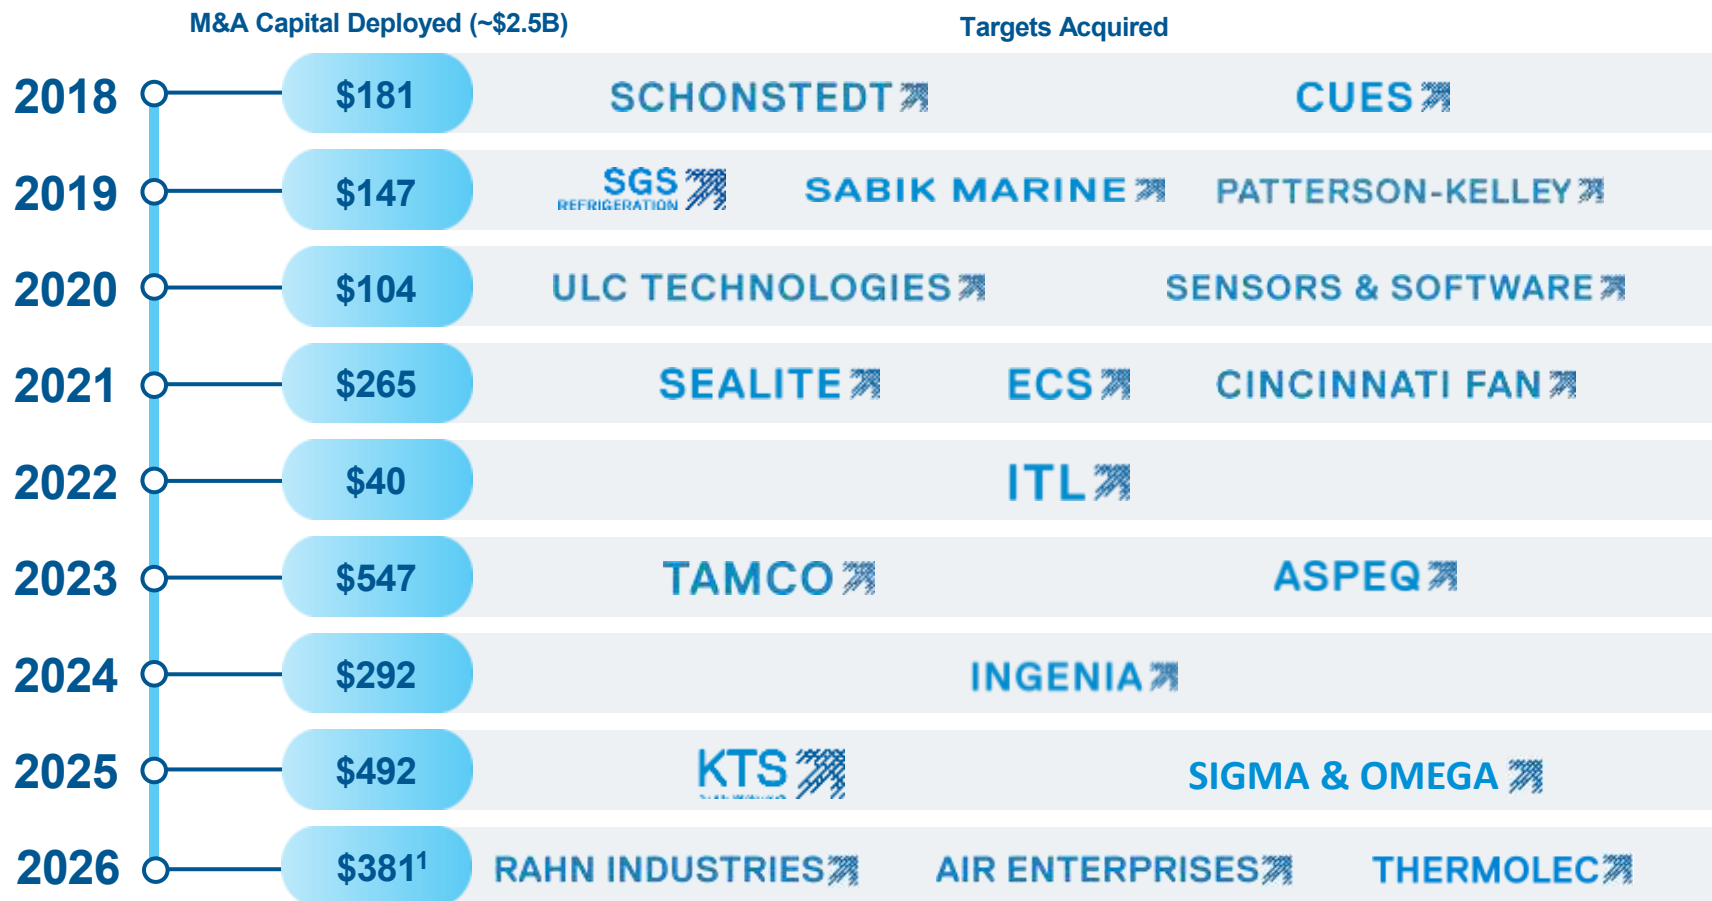 M&A Capital Deployed (~$2.5B)
Targets Acquired
2018 $181 SCHONSTEDT CUES
2019 $147 SGS REFRIGERATION SABIK MARINE PATTERSON-KELLEY
2020 $104 ULC TECHNOLOGIES SENSORS & SOFTWARE
2021 $265 SEALITE ECS CINCINNATI FAN
2022 $40 ITL
2023 $547 TAMCO ASPEQ
2024 $292 INGENIA
2025 $492 KTS SIGMA & OMEGA
2026 $381¹ RAHN INDUSTRIES AIR ENTERPRISES THERMOLEC